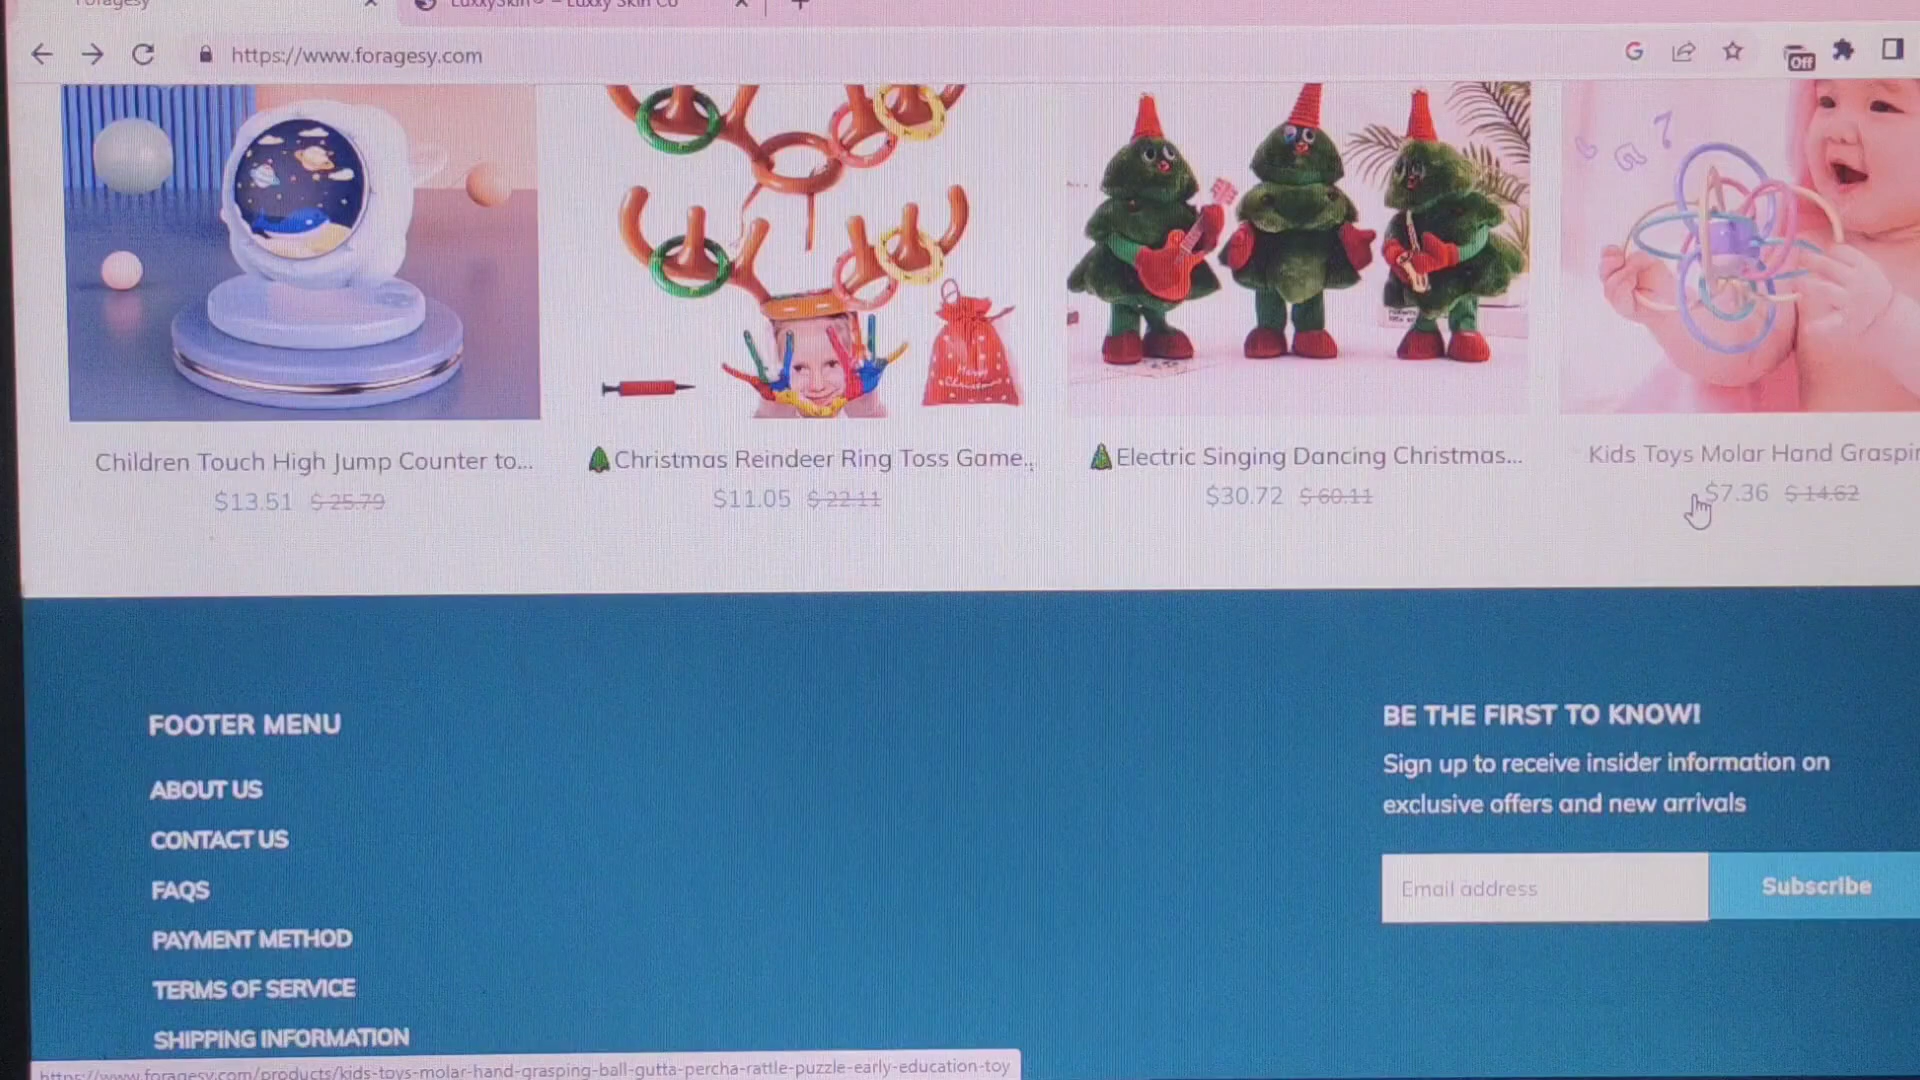 Foragesy
LuxxySkin® – Luxxy Skin Co
https://www.foragesy.com
Off
Merry
Christmas
Children Touch High Jump Counter to...
Christmas Reindeer Ring Toss Game...
Electric Singing Dancing Christmas...
Kids Toys Molar Hand Graspin
$13.51 $ 25.79
$11.05 $ 22.11
$30.72 $ 60.11
$7.36 $ 14.62
FOOTER MENU
ABOUT US
CONTACT US
FAQS
PAYMENT METHOD
TERMS OF SERVICE
SHIPPING INFORMATION
BE THE FIRST TO KNOW!
Sign up to receive insider information on
exclusive offers and new arrivals
Email address
Subscribe
https://www.foragesy.com/products/kids-toys-molar-hand-grasping-ball-gutta-percha-rattle-puzzle-early-education-toy